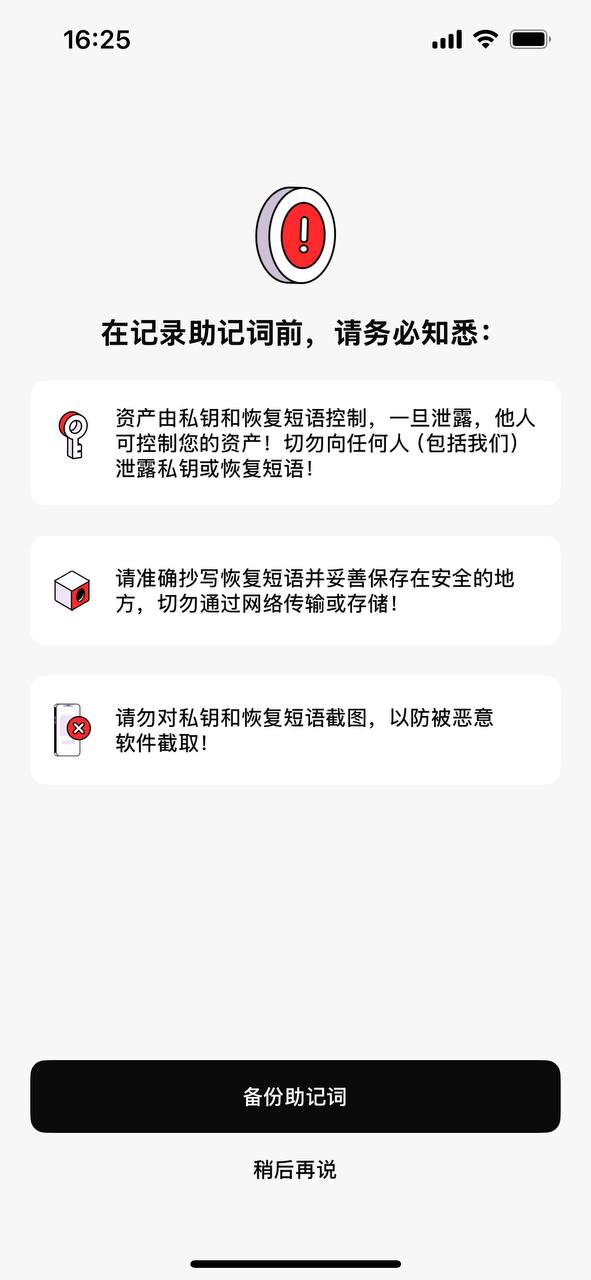 16:25
在记录助记词前，请务必知悉：
资产由私钥和恢复短语控制，一旦泄露，他人
可控制您的资产！切勿向任何人（包括我们）
泄露私钥或恢复短语！
请准确抄写恢复短语并妥善保存在安全的地
方，切勿通过网络传输或存储！
请勿对私钥和恢复短语截图，以防被恶意
软件截取！
备份助记词
稍后再说